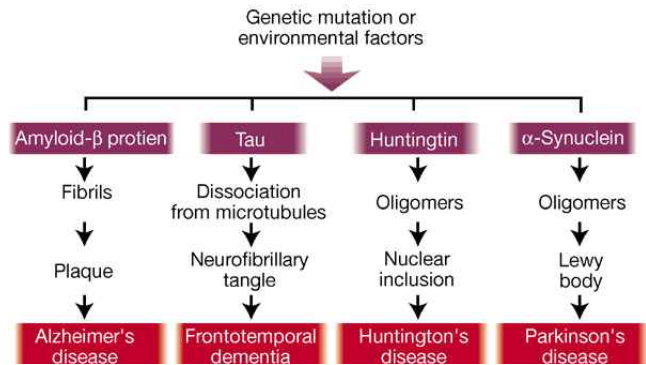 Genetic mutation or
environmental factors
Amyloid-β protien
Tau
Huntingtin
α-Synuclein
Fibrils
Dissociation
from microtubules
Oligomers
Oligomers
Plaque
Neurofibrillary
tangle
Nuclear
inclusion
Lewy
body
Alzheimer's
disease
Frontotemporal
dementia
Huntington's
disease
Parkinson's
disease